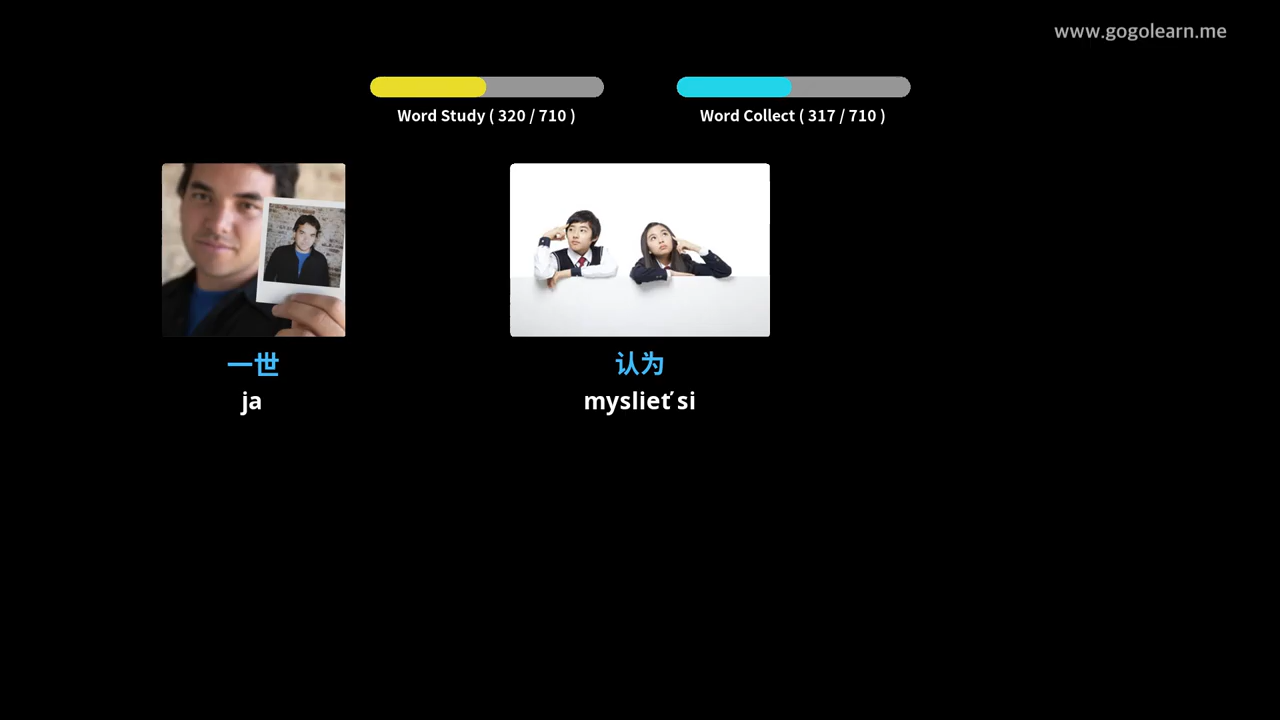 www.gogolearn.me
Word Study ( 320 / 710 )
Word Collect ( 317 / 710 )
一世
ja
认为
myslieť si